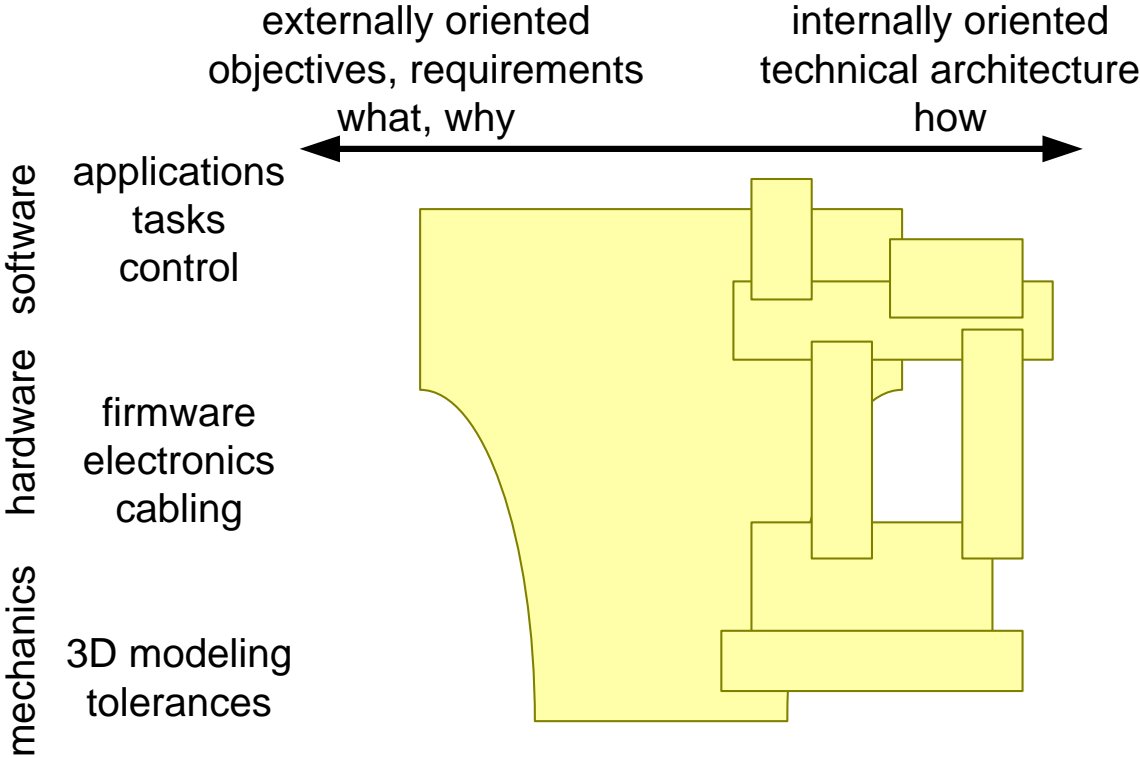 externally oriented
objectives, requirements
what, why
internally oriented
technical architecture
how
software
applications
tasks
control
hardware
firmware
electronics
cabling
mechanics
3D modeling
tolerances